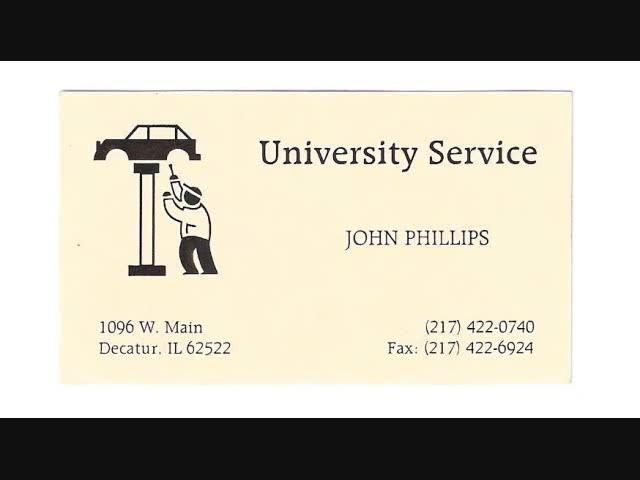 University Service
JOHN PHILLIPS
1096 W. Main
Decatur, IL 62522
(217) 422-0740
Fax: (217) 422-6924